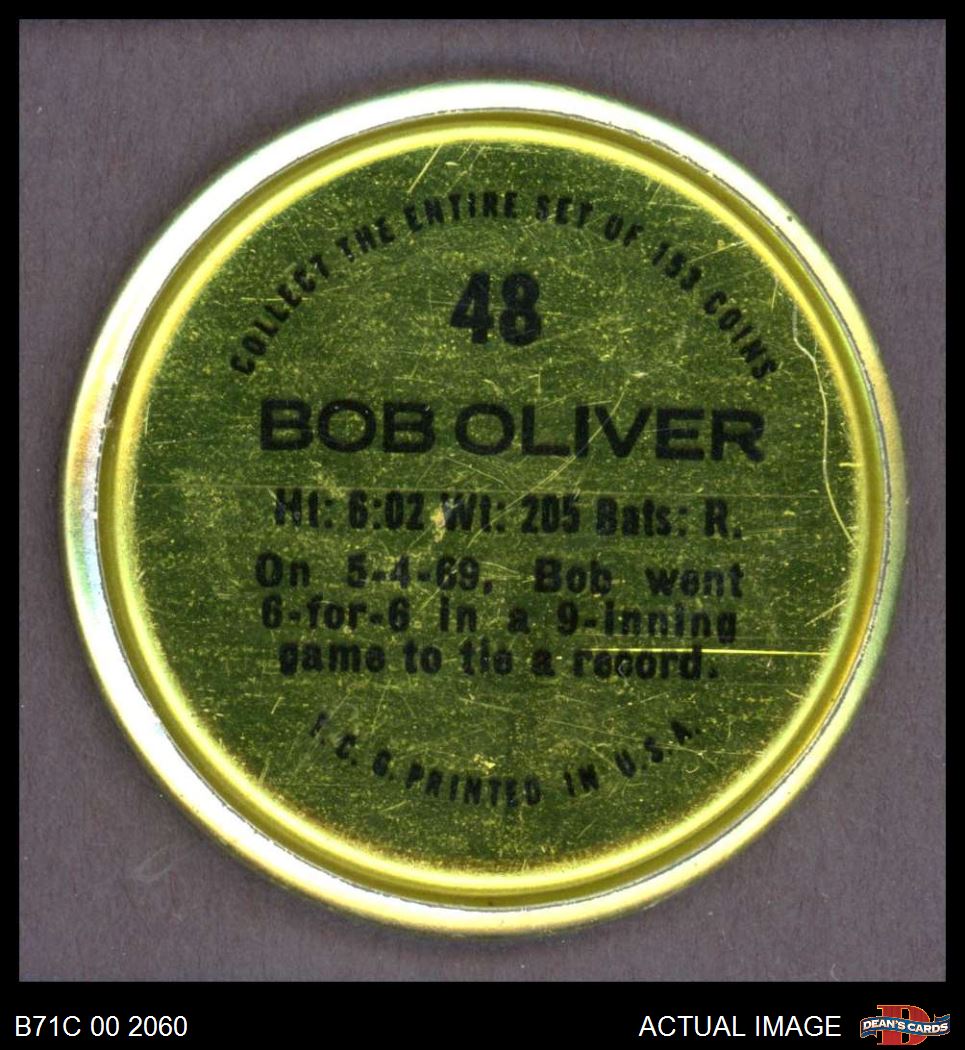 COLLECT THE ENTIRE SET OF 153 COINS
48
BOB OLIVER
Ht: 6:02 Wt: 205 Bats: R.
On 5-4-69, Bob went
6-for-6 in a 9-inning
game to tie a record.
T.C.G. PRINTED IN U.S.A.
B71C 00 2060
ACTUAL IMAGE
DEAN'S CARDS